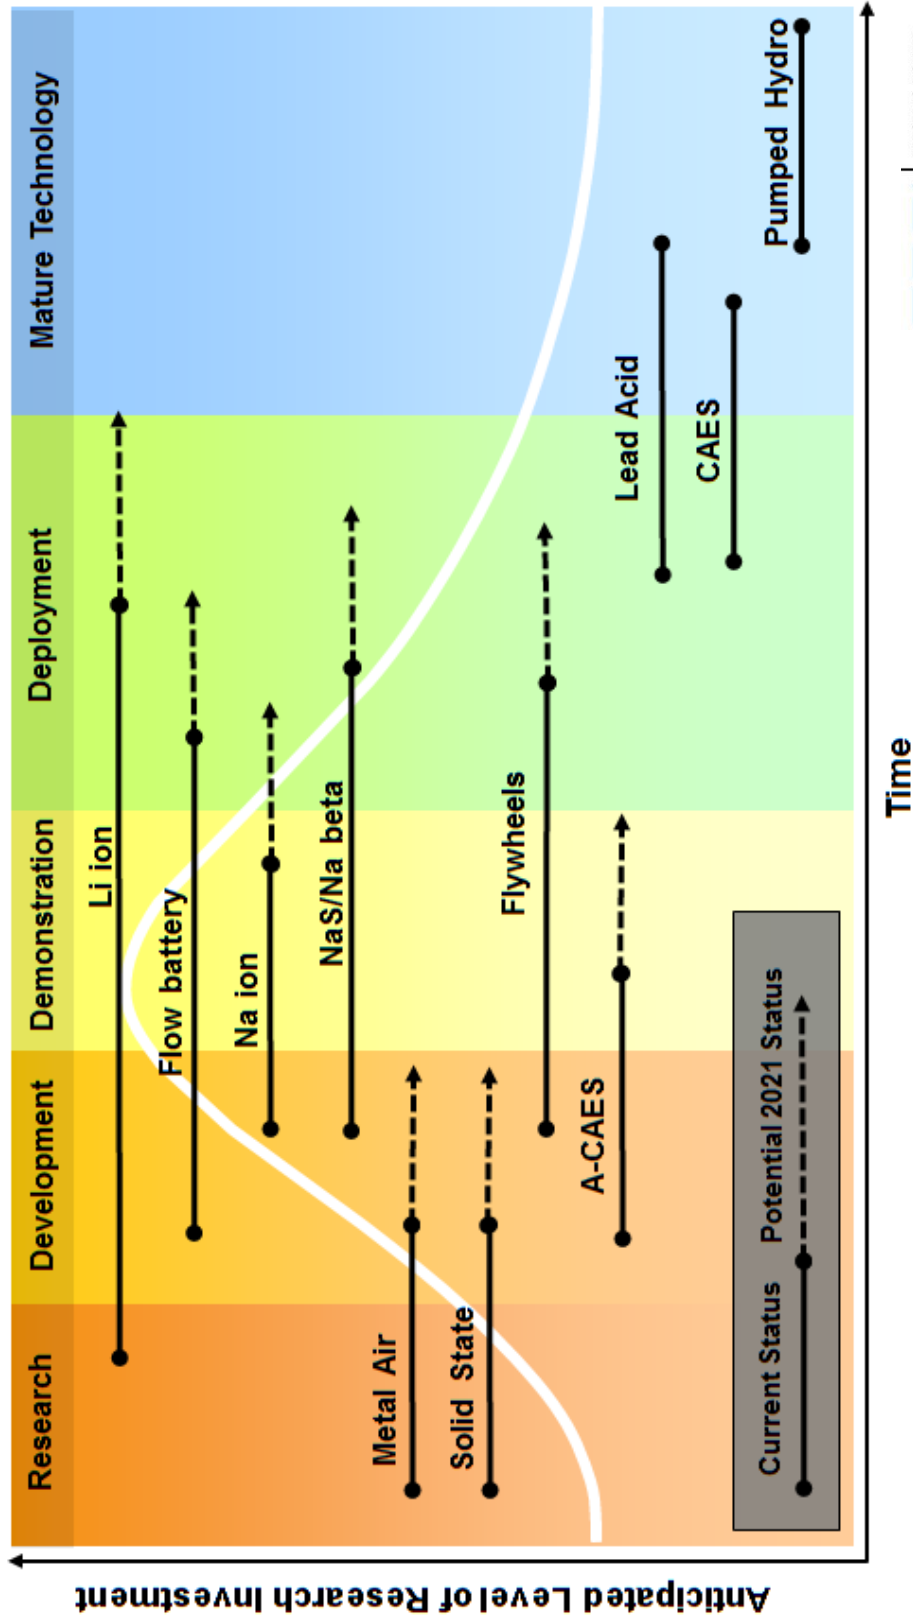 Research
Development
Demonstration
Deployment
Mature Technology
Li ion
Flow battery
Na ion
NaS/Na beta
Metal Air
Solid State
Flywheels
A-CAES
Lead Acid
CAES
Pumped Hydro
Current Status
Potential 2021 Status
Time
Anticipated Level of Research Investment